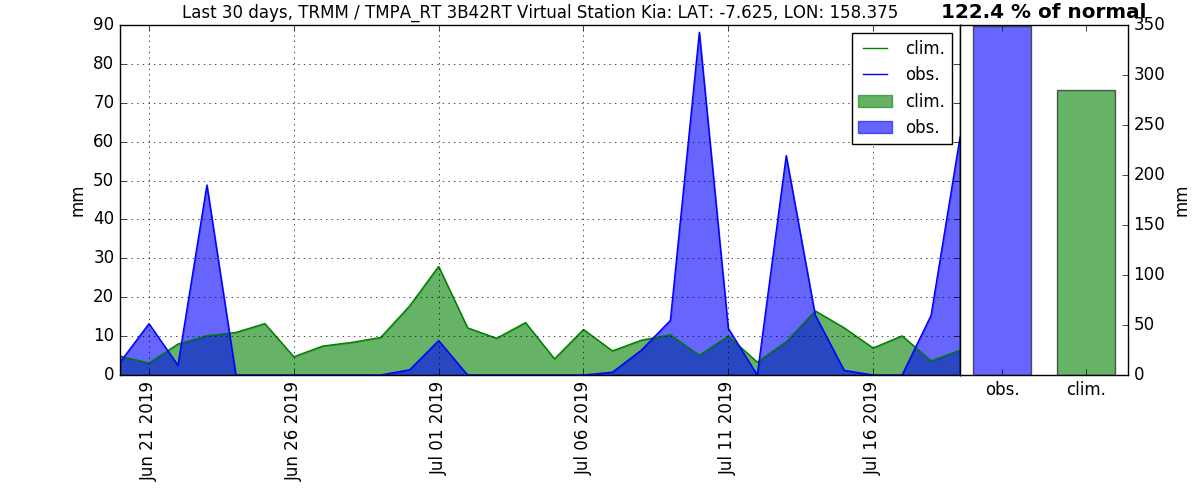 Last 30 days, TRMM / TMPA_RT 3B42RT Virtual Station Kia: LAT: -7.625, LON: 158.375
122.4 % of normal
90
80
70
60
50
40
30
20
10
0
mm
clim.
obs.
clim.
obs.
Jun 21 2019
Jun 26 2019
Jul 01 2019
Jul 06 2019
Jul 11 2019
Jul 16 2019
350
300
250
200
150
100
50
0
mm
obs.
clim.